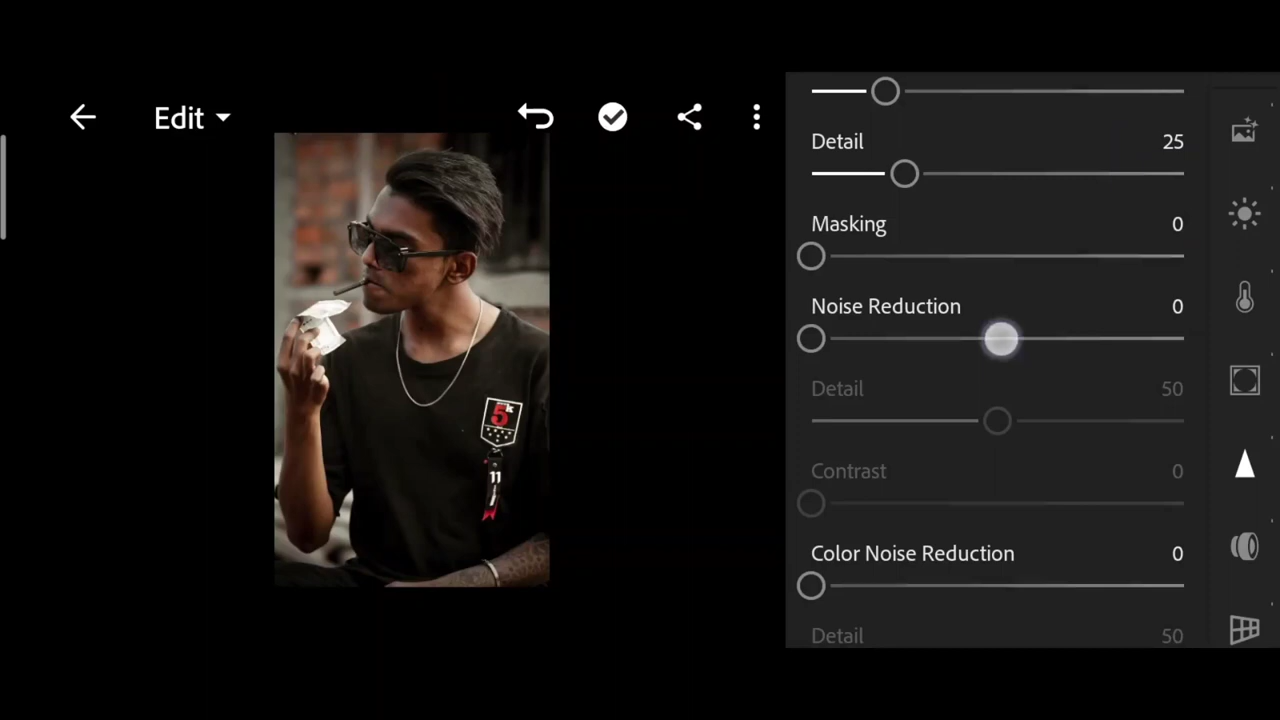 Edit
Detail 25
Masking 0
Noise Reduction 0
Detail 50
Contrast 0
Color Noise Reduction 0
Detail 50
5K
11